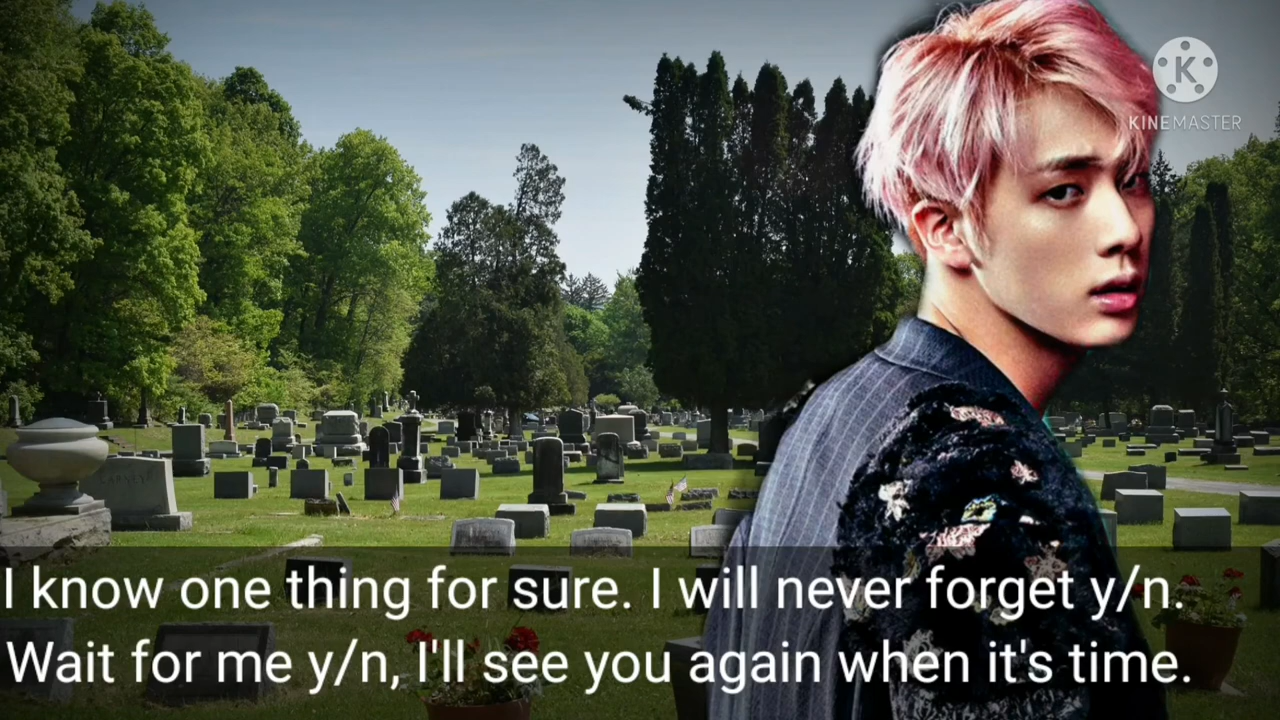 K
KINEMASTER
I know one thing for sure. I will never forget y/n.
Wait for me y/n, I'll see you again when it's time.